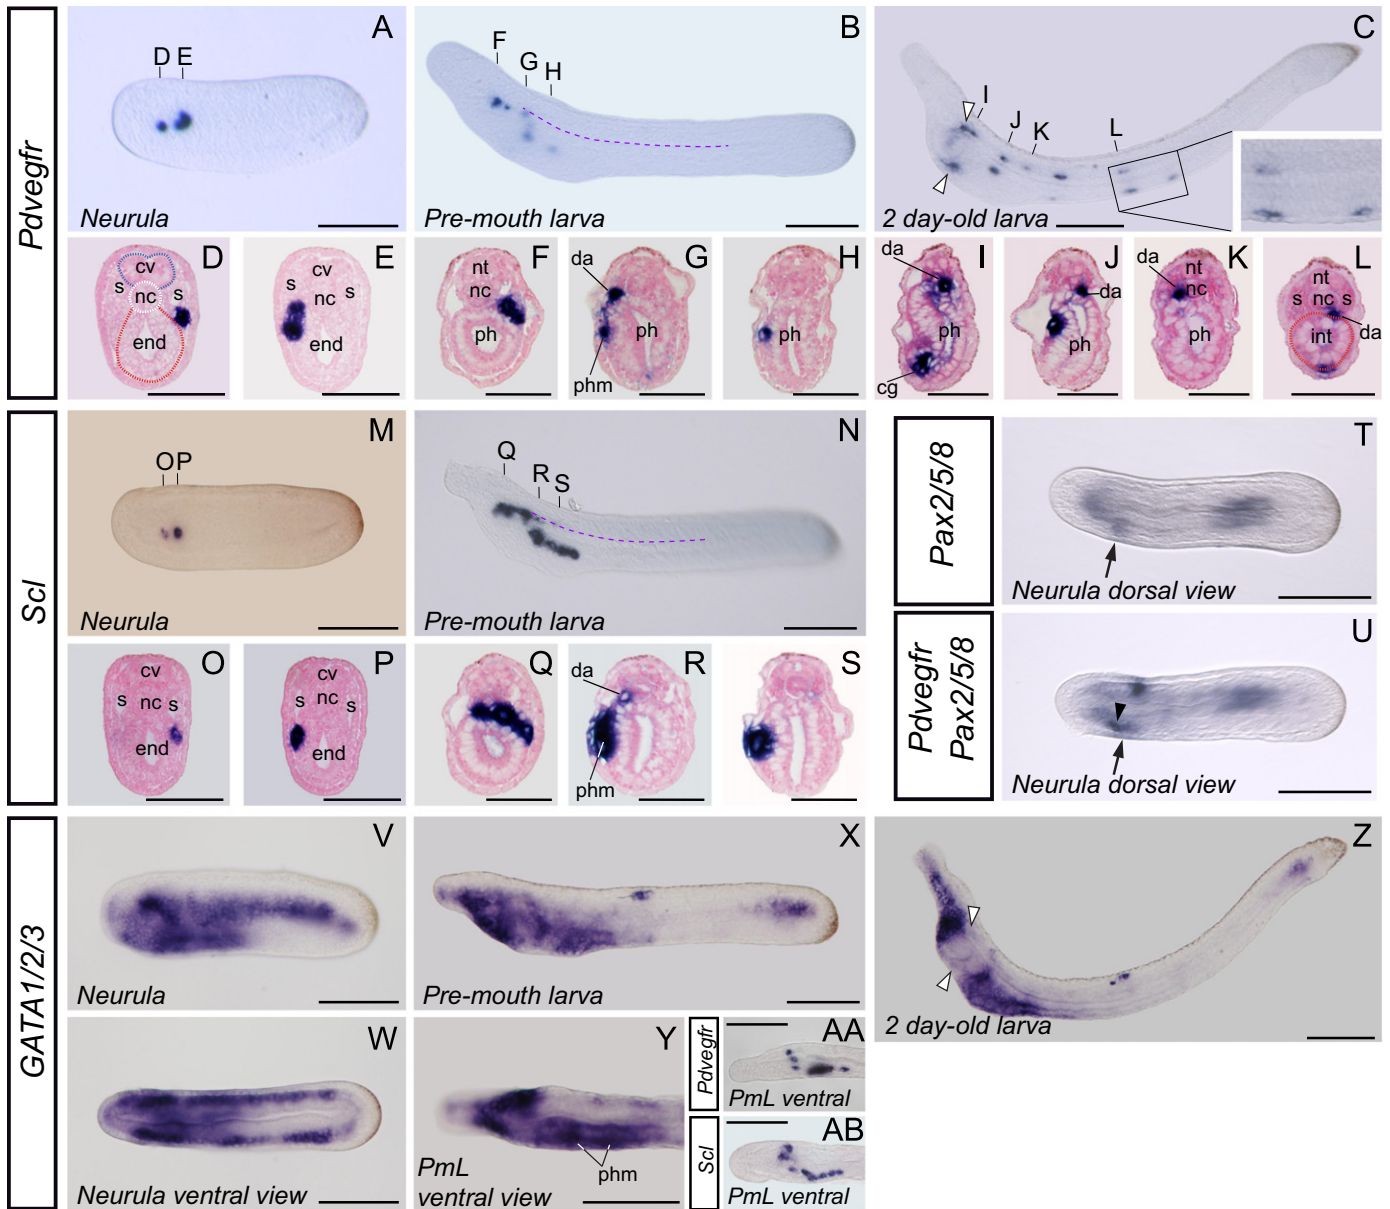 Pdvegfr
A
D E
Neurula
B
F
G
H
Pre-mouth larva
C
I
J
K
L
2 day-old larva
D
cv
s s
nc
end
E
cv
s nc s
end
F
nt
nc
ph
G
da
ph
phm
H
ph
I
da
ph
cg
J
da
ph
K
da
nt
nc
ph
L
nt
s nc s
int
da
Scl
M
O P
Neurula
N
Q
R
S
Pre-mouth larva
O
cv
s nc s
end
P
cv
s nc s
end
Q
R
da
phm
S
Pax2/5/8
T
Neurula dorsal view
Pdvegfr
Pax2/5/8
U
Neurula dorsal view
GATA1/2/3
V
Neurula
X
Pre-mouth larva
Z
2 day-old larva
W
Neurula ventral view
Y
phm
PmL
ventral view
Pdvegfr
AA
PmL ventral
Scl
AB
PmL ventral